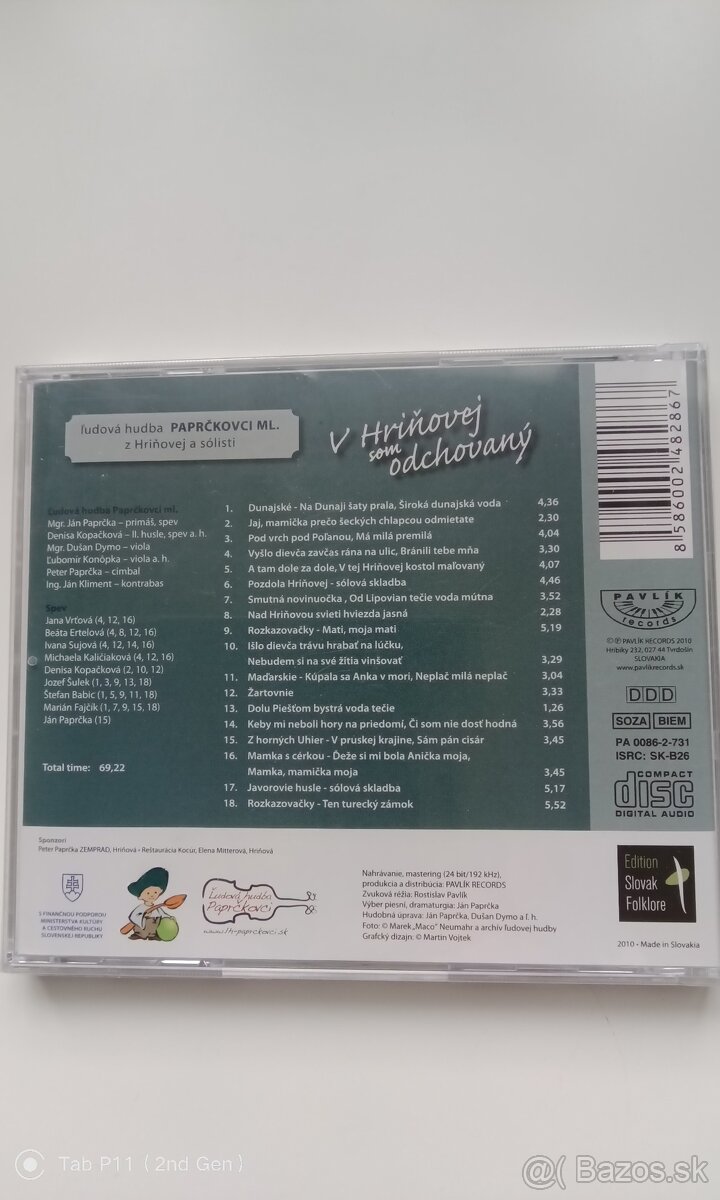 ľudová hudba PAPRČKOVCI ML.
z Hriňovej a sólisti
V Hriňovej
som
odchovaný
Ľudová hudba Paprčkovci ml.
Mgr. Ján Paprčka – primáš, spev
Denisa Kopačková – II. husle, spev a. h.
Mgr. Dušan Dymo – viola
Ľubomír Konôpka – viola a. h.
Peter Paprčka – cimbal
Ing. Ján Kliment – kontrabas
Spev
Jana Vrťová (4, 12, 16)
Beáta Ertelová (4, 8, 12, 16)
Ivana Sujová (4, 12, 14, 16)
Michaela Kaličiaková (4, 12, 16)
Denisa Kopačková (2, 10, 12)
Jozef Šulek (1, 3, 9, 13, 18)
Štefan Babic (1, 5, 9, 11, 18)
Marián Fajčík (1, 7, 9, 15, 18)
Ján Paprčka (15)
Total time: 69,22
1. Dunajské - Na Dunaji šaty prala, Široká dunajská voda 4,36
2. Jaj, mamička prečo šeckých chlapcou odmietate 2,30
3. Pod vrch pod Poľanou, Má milá premilá 4,04
4. Vyšlo dievča zavčas rána na ulic, Bránili tebe mňa 3,30
5. A tam dole za dole, V tej Hriňovej kostol maľovaný 4,07
6. Pozdola Hriňovej - sólová skladba 4,46
7. Smutná novinuočka , Od Lipovian tečie voda mútna 3,52
8. Nad Hriňovou svieti hviezda jasná 2,28
9. Rozkazovačky - Mati, moja mati 5,19
10. Išlo dievča trávu hrabať na lúčku,
Nebudem si na své žitia vinšovať 3,29
11. Maďarskie - Kúpala sa Anka v mori, Neplač milá neplač 3,04
12. Žartovnie 3,33
13. Dolu Piešťom bystrá voda tečie 1,26
14. Keby mi neboli hory na priedomí, Či som nie dosť hodná 3,56
15. Z horných Uhier - V pruskej krajine, Sám pán cisár 3,45
16. Mamka s cérkou - Ďeže si mi bola Anička moja,
Mamka, mamička moja 3,45
17. Javorovie husle - sólová skladba 5,17
18. Rozkazovačky - Ten turecký zámok 5,52
8 586002 482867
PAVLÍK
records
© ℗ PAVLÍK RECORDS 2010
Hríbiky 232, 027 44 Tvrdošín
SLOVAKIA
www.pavlikrecords.sk
DDD
SOZA BIEM
PA 0086-2-731
ISRC: SK-B26
COMPACT
disc
DIGITAL AUDIO
Sponzori
Peter Paprčka ZEMPRAD, Hriňová - Reštaurácia Kocúr, Elena Mitterová, Hriňová
S FINANČNOU PODPOROU
MINISTERSTVA KULTÚRY
A CESTOVNÉHO RUCHU
SLOVENSKEJ REPUBLIKY
Ľudová hudba
Paprčkovci
www.lh-paprckovci.sk
Nahrávanie, mastering (24 bit/192 kHz),
produkcia a distribúcia: PAVLÍK RECORDS
Zvuková réžia: Rostislav Pavlík
Výber piesní, dramaturgia: Ján Paprčka
Hudobná úprava: Ján Paprčka, Dušan Dymo a ľ. h.
Foto: © Marek „Maco" Neumahr a archív ľudovej hudby
Grafický dizajn: © Martin Vojtek
Edition
Slovak
Folklore
2010 • Made in Slovakia
Tab P11 (2nd Gen)
@( Bazos.sk